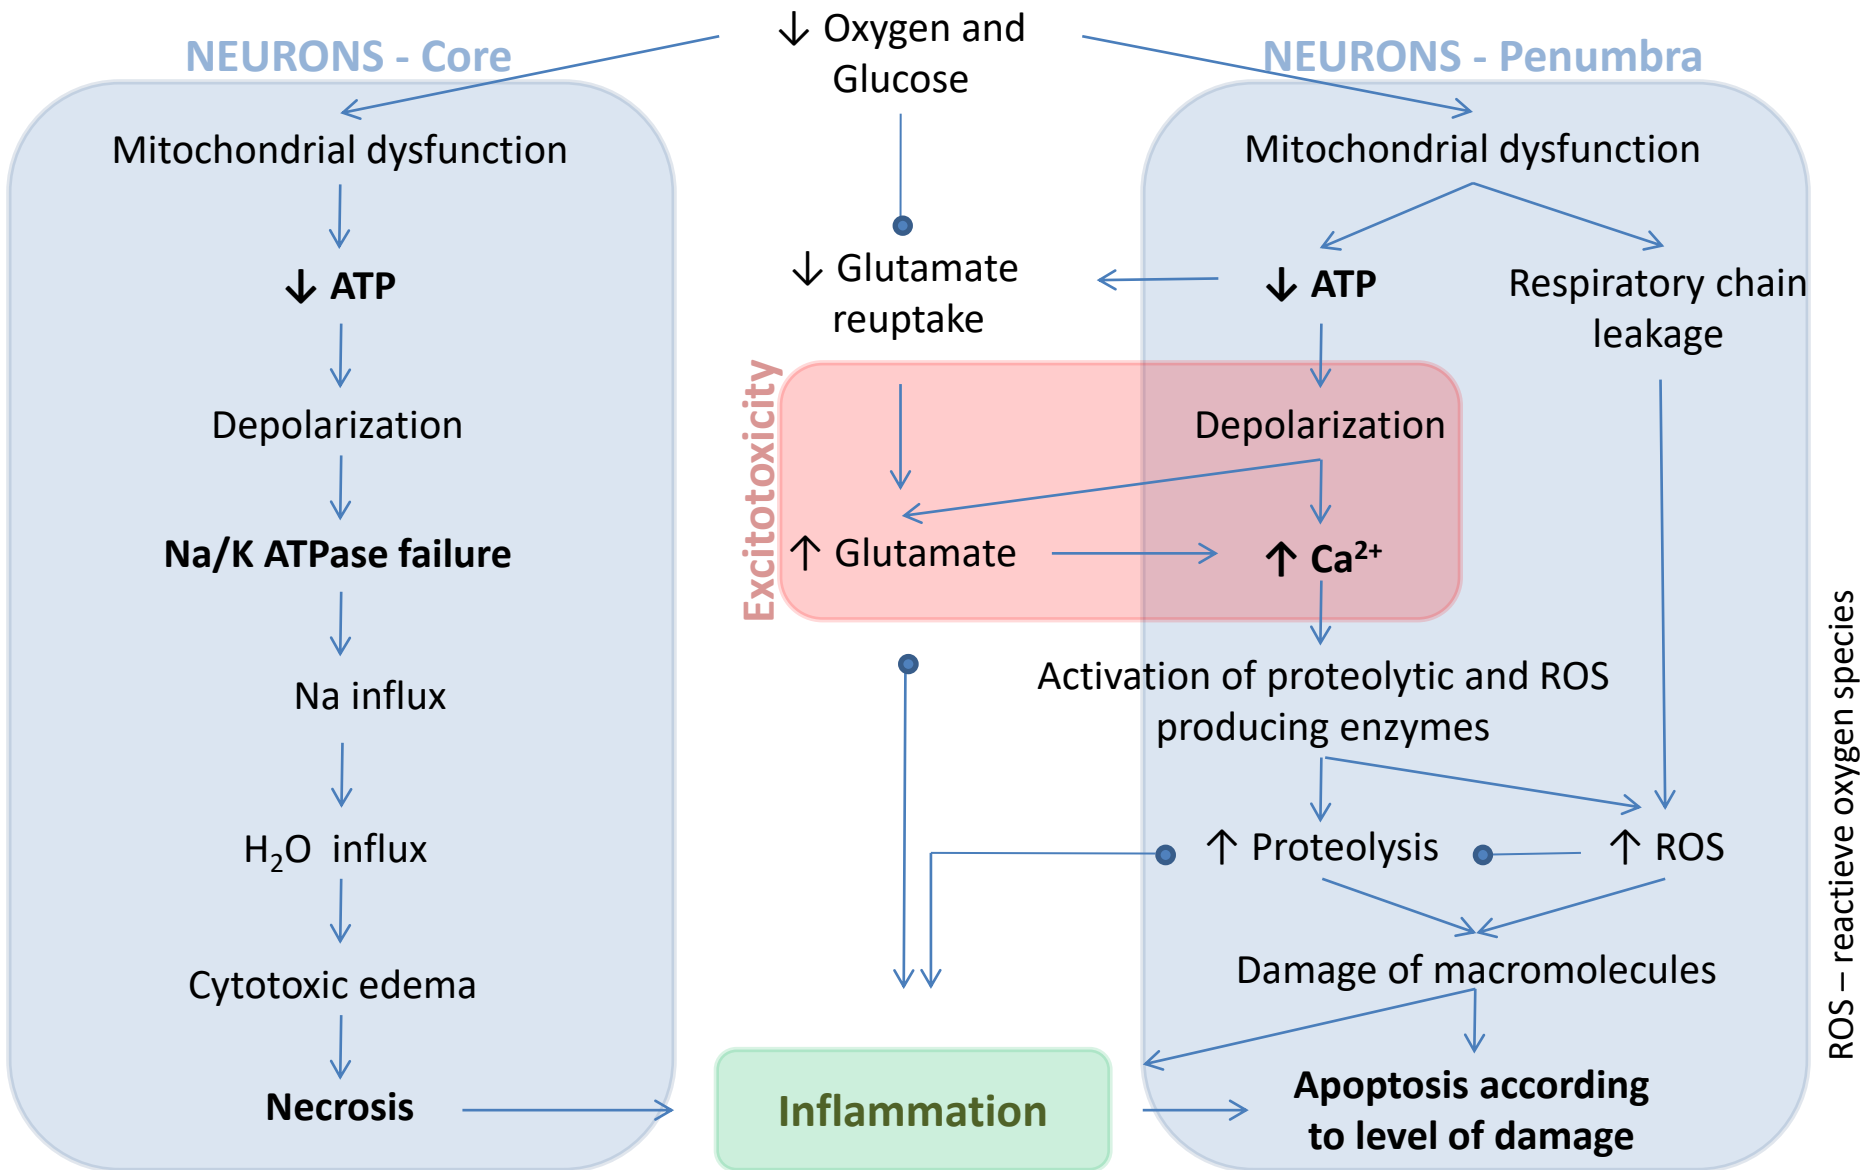 ↓ Oxygen and
Glucose
NEURONS - Core
Mitochondrial dysfunction
↓ ATP
Depolarization
Na/K ATPase failure
Na influx
H₂O influx
Cytotoxic edema
Necrosis
↓ Glutamate
reuptake
Excitotoxicity
↑ Glutamate
Inflammation
NEURONS - Penumbra
Mitochondrial dysfunction
↓ ATP
Respiratory chain
leakage
Depolarization
↑ Ca²⁺
Activation of proteolytic and ROS
producing enzymes
↑ Proteolysis
↑ ROS
Damage of macromolecules
Apoptosis according
to level of damage
ROS – reactieve oxygen species